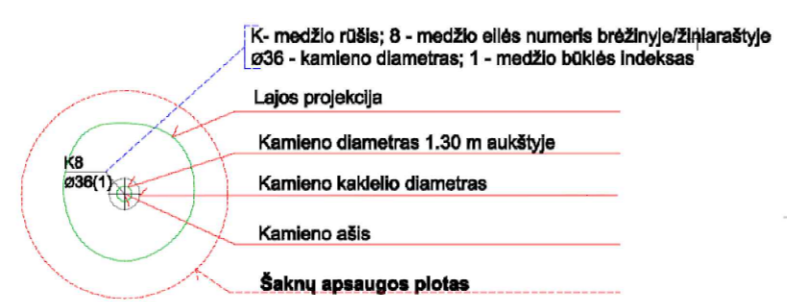 K- medžio rūšis; 8 - medžio eilės numeris brėžinyje/žiniaraštyje
ø36 - kamieno diametras; 1 - medžio būklės indeksas
Lajos projekcija
Kamieno diametras 1.30 m aukštyje
K8
ø36(1)
Kamieno kaklelio diametras
Kamieno ašis
Šaknų apsaugos plotas